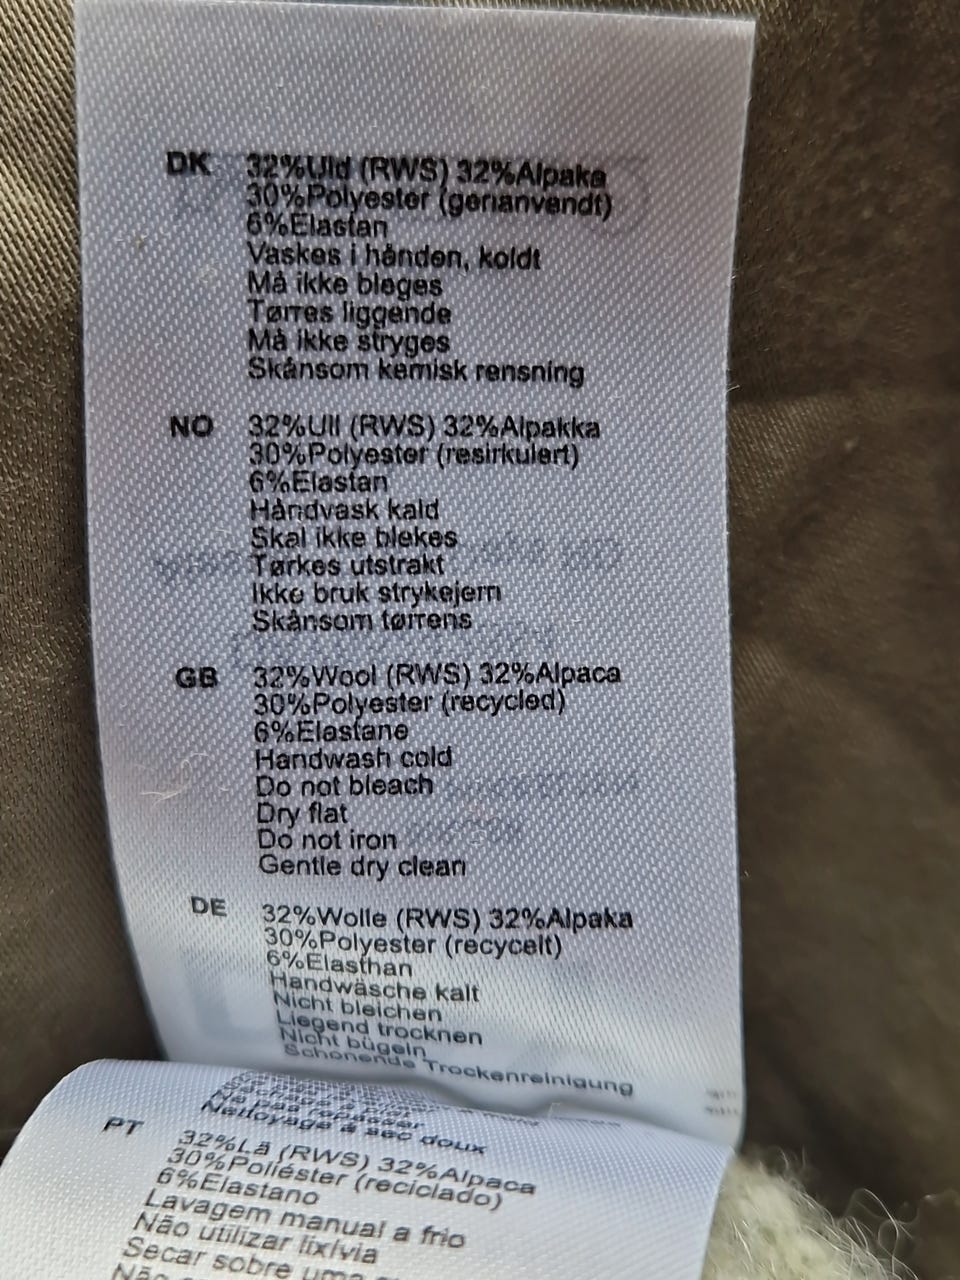 DK 32%Uld (RWS) 32%Alpaka
30%Polyester (genanvendt)
6%Elastan
Vaskes i hånden, koldt
Må ikke bleges
Tørres liggende
Må ikke stryges
Skånsom kemisk rensning
NO 32%Ull (RWS) 32%Alpakka
30%Polyester (resirkulert)
6%Elastan
Håndvask kald
Skal ikke blekes
Tørkes utstrakt
Ikke bruk strykejern
Skånsom tørrens
GB 32%Wool (RWS) 32%Alpaca
30%Polyester (recycled)
6%Elastane
Handwash cold
Do not bleach
Dry flat
Do not iron
Gentle dry clean
DE 32%Wolle (RWS) 32%Alpaka
30%Polyester (recycelt)
6%Elasthan
Handwäsche kalt
Nicht bleichen
Liegend trocknen
Nicht bügeln
Schonende Trockenreinigung
Ne pas repasser
Nettoyage à sec doux
PT 32%Lã (RWS) 32%Alpaca
30%Poliéster (reciclado)
6%Elastano
Lavagem manual a frio
Não utilizar lixívia
Secar sobre uma
Não